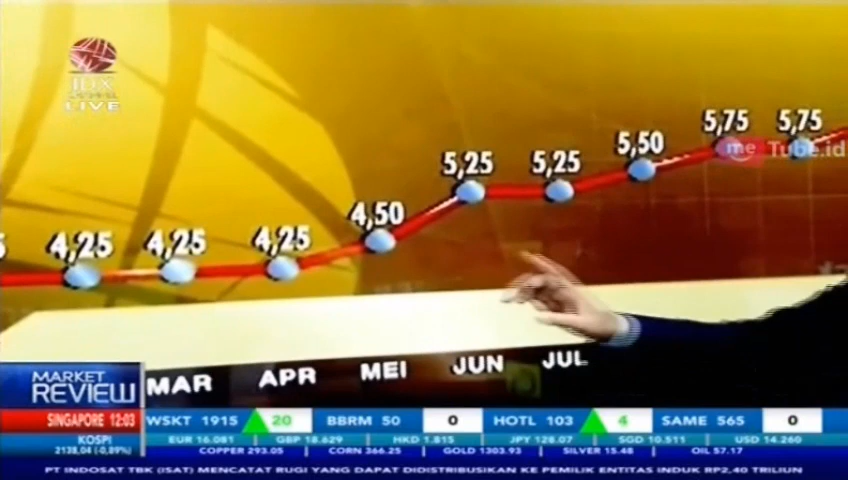 IDX
CHANNEL
LIVE
5,75 5,75
me Tube.id
5,50
5,25 5,25
4,50
4,25 4,25 4,25
MAR APR MEI JUN JUL
MARKET
REVIEW
SINGAPORE 12:03 WSKT 1915 20 BBRM 50 0 HOTL 103 4 SAME 565 0
KOSPI EUR 16.081 GBP 18.629 HKD 1.815 JPY 128.07 SGD 10.511 USD 14.260
2138,04 (-0,89%) COPPER 293.05 CORN 366.25 GOLD 1303.93 SILVER 15.48 OIL 57.17
PT INDOSAT TBK (ISAT) MENCATAT RUGI YANG DAPAT DIDISTRIBUSIKAN KE PEMILIK ENTITAS INDUK RP2,40 TRILIUN